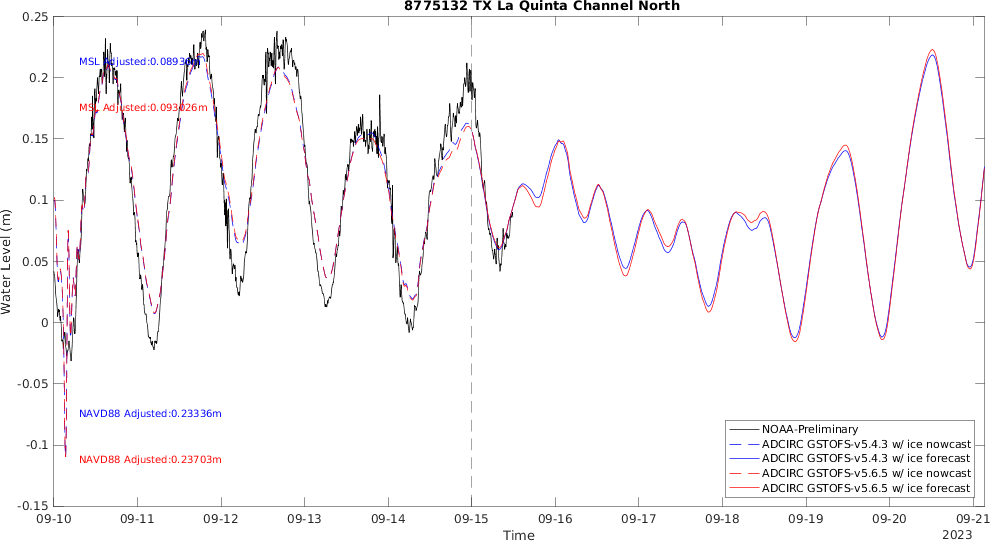 8775132 TX La Quinta Channel North
Water Level (m)
0.25
0.2
0.15
0.1
0.05
0
-0.05
-0.1
-0.15
MSL Adjusted:0.0893
MSL Adjusted:0.093026m
NAVD88 Adjusted:0.23336m
NAVD88 Adjusted:0.23703m
NOAA-Preliminary
ADCIRC GSTOFS-v5.4.3 w/ ice nowcast
ADCIRC GSTOFS-v5.4.3 w/ ice forecast
ADCIRC GSTOFS-v5.6.5 w/ ice nowcast
ADCIRC GSTOFS-v5.6.5 w/ ice forecast
09-10 09-11 09-12 09-13 09-14 09-15 09-16 09-17 09-18 09-19 09-20 09-21
Time
2023